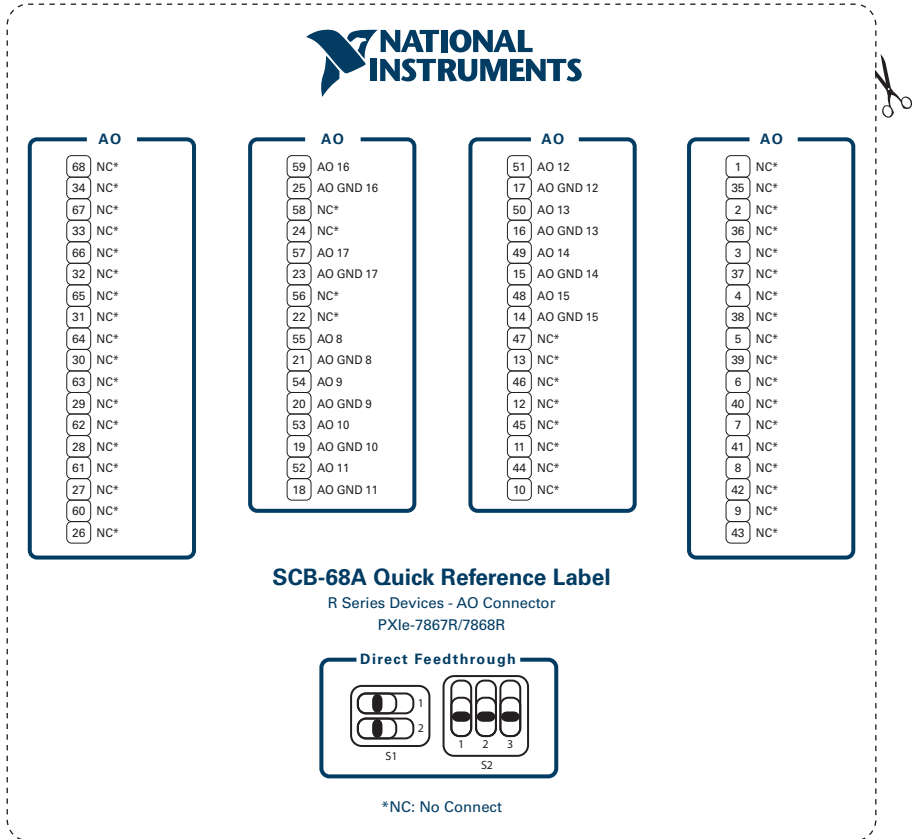 NATIONAL
INSTRUMENTS
AO
68 NC*
34 NC*
67 NC*
33 NC*
66 NC*
32 NC*
65 NC*
31 NC*
64 NC*
30 NC*
63 NC*
29 NC*
62 NC*
28 NC*
61 NC*
27 NC*
60 NC*
26 NC*
AO
59 AO 16
25 AO GND 16
58 NC*
24 NC*
57 AO 17
23 AO GND 17
56 NC*
22 NC*
55 AO 8
21 AO GND 8
54 AO 9
20 AO GND 9
53 AO 10
19 AO GND 10
52 AO 11
18 AO GND 11
AO
51 AO 12
17 AO GND 12
50 AO 13
16 AO GND 13
49 AO 14
15 AO GND 14
48 AO 15
14 AO GND 15
47 NC*
13 NC*
46 NC*
12 NC*
45 NC*
11 NC*
44 NC*
10 NC*
AO
1 NC*
35 NC*
2 NC*
36 NC*
3 NC*
37 NC*
4 NC*
38 NC*
5 NC*
39 NC*
6 NC*
40 NC*
7 NC*
41 NC*
8 NC*
42 NC*
9 NC*
43 NC*
SCB-68A Quick Reference Label
R Series Devices - AO Connector
PXIe-7867R/7868R
Direct Feedthrough
1
2
S1
1 2 3
S2
*NC: No Connect